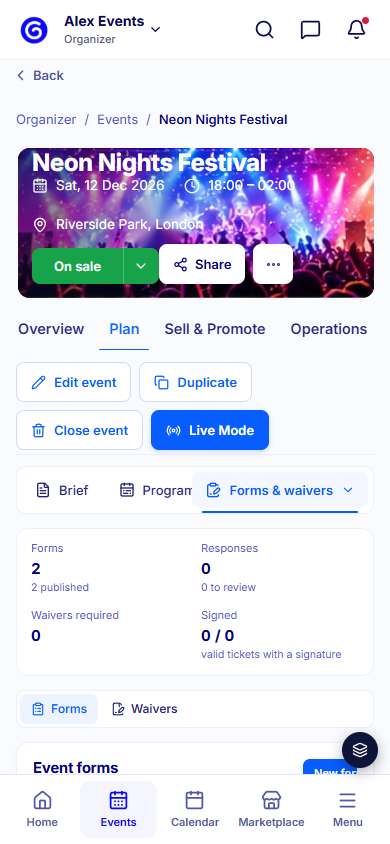 Alex Events
Organizer
Back
Organizer / Events / Neon Nights Festival
Neon Nights Festival
Sat, 12 Dec 2026 18:00 – 02:00
Riverside Park, London
On sale Share
Overview Plan Sell & Promote Operations
Edit event Duplicate
Close event Live Mode
Brief Program Forms & waivers
Forms Responses
2 0
2 published 0 to review
Waivers required Signed
0 0 / 0
valid tickets with a signature
Forms Waivers
Event forms New for
Home Events Calendar Marketplace Menu